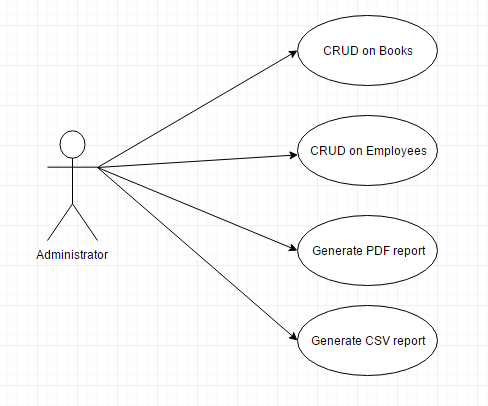 CRUD on Books
CRUD on Employees
Administrator
Generate PDF report
Generate CSV report